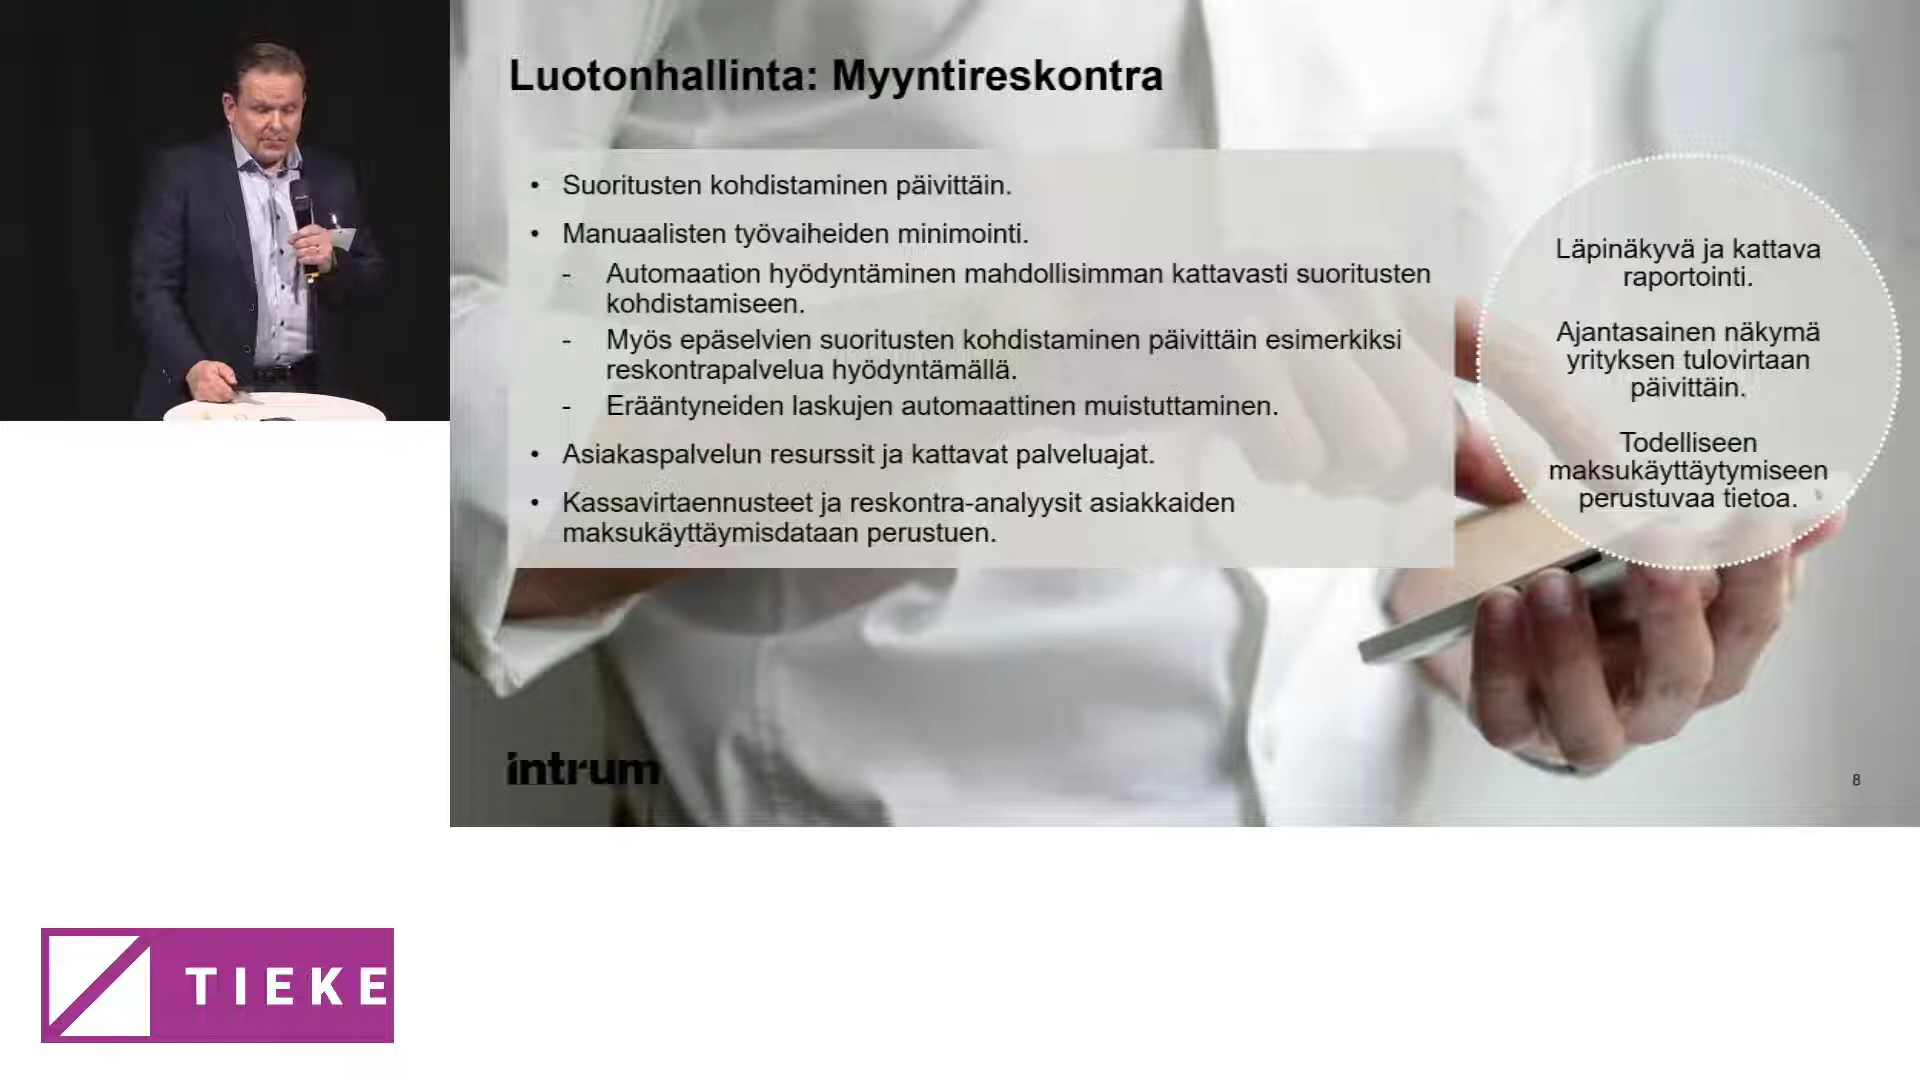 Luotonhallinta: Myyntireskontra
• Suoritusten kohdistaminen päivittäin.
• Manuaalisten työvaiheiden minimointi.
- Automaation hyödyntäminen mahdollisimman kattavasti suoritusten
kohdistamiseen.
- Myös epäselvien suoritusten kohdistaminen päivittäin esimerkiksi
reskontrapalvelua hyödyntämällä.
- Erääntyneiden laskujen automaattinen muistuttaminen.
• Asiakaspalvelun resurssit ja kattavat palveluajat.
• Kassavirtaennusteet ja reskontra-analyysit asiakkaiden
maksukäyttäymisdataan perustuen.
Läpinäkyvä ja kattava
raportointi.
Ajantasainen näkymä
yrityksen tulovirtaan
päivittäin.
Todelliseen
maksukäyttäytymiseen
perustuvaa tietoa.
intrum
8
TIEKE